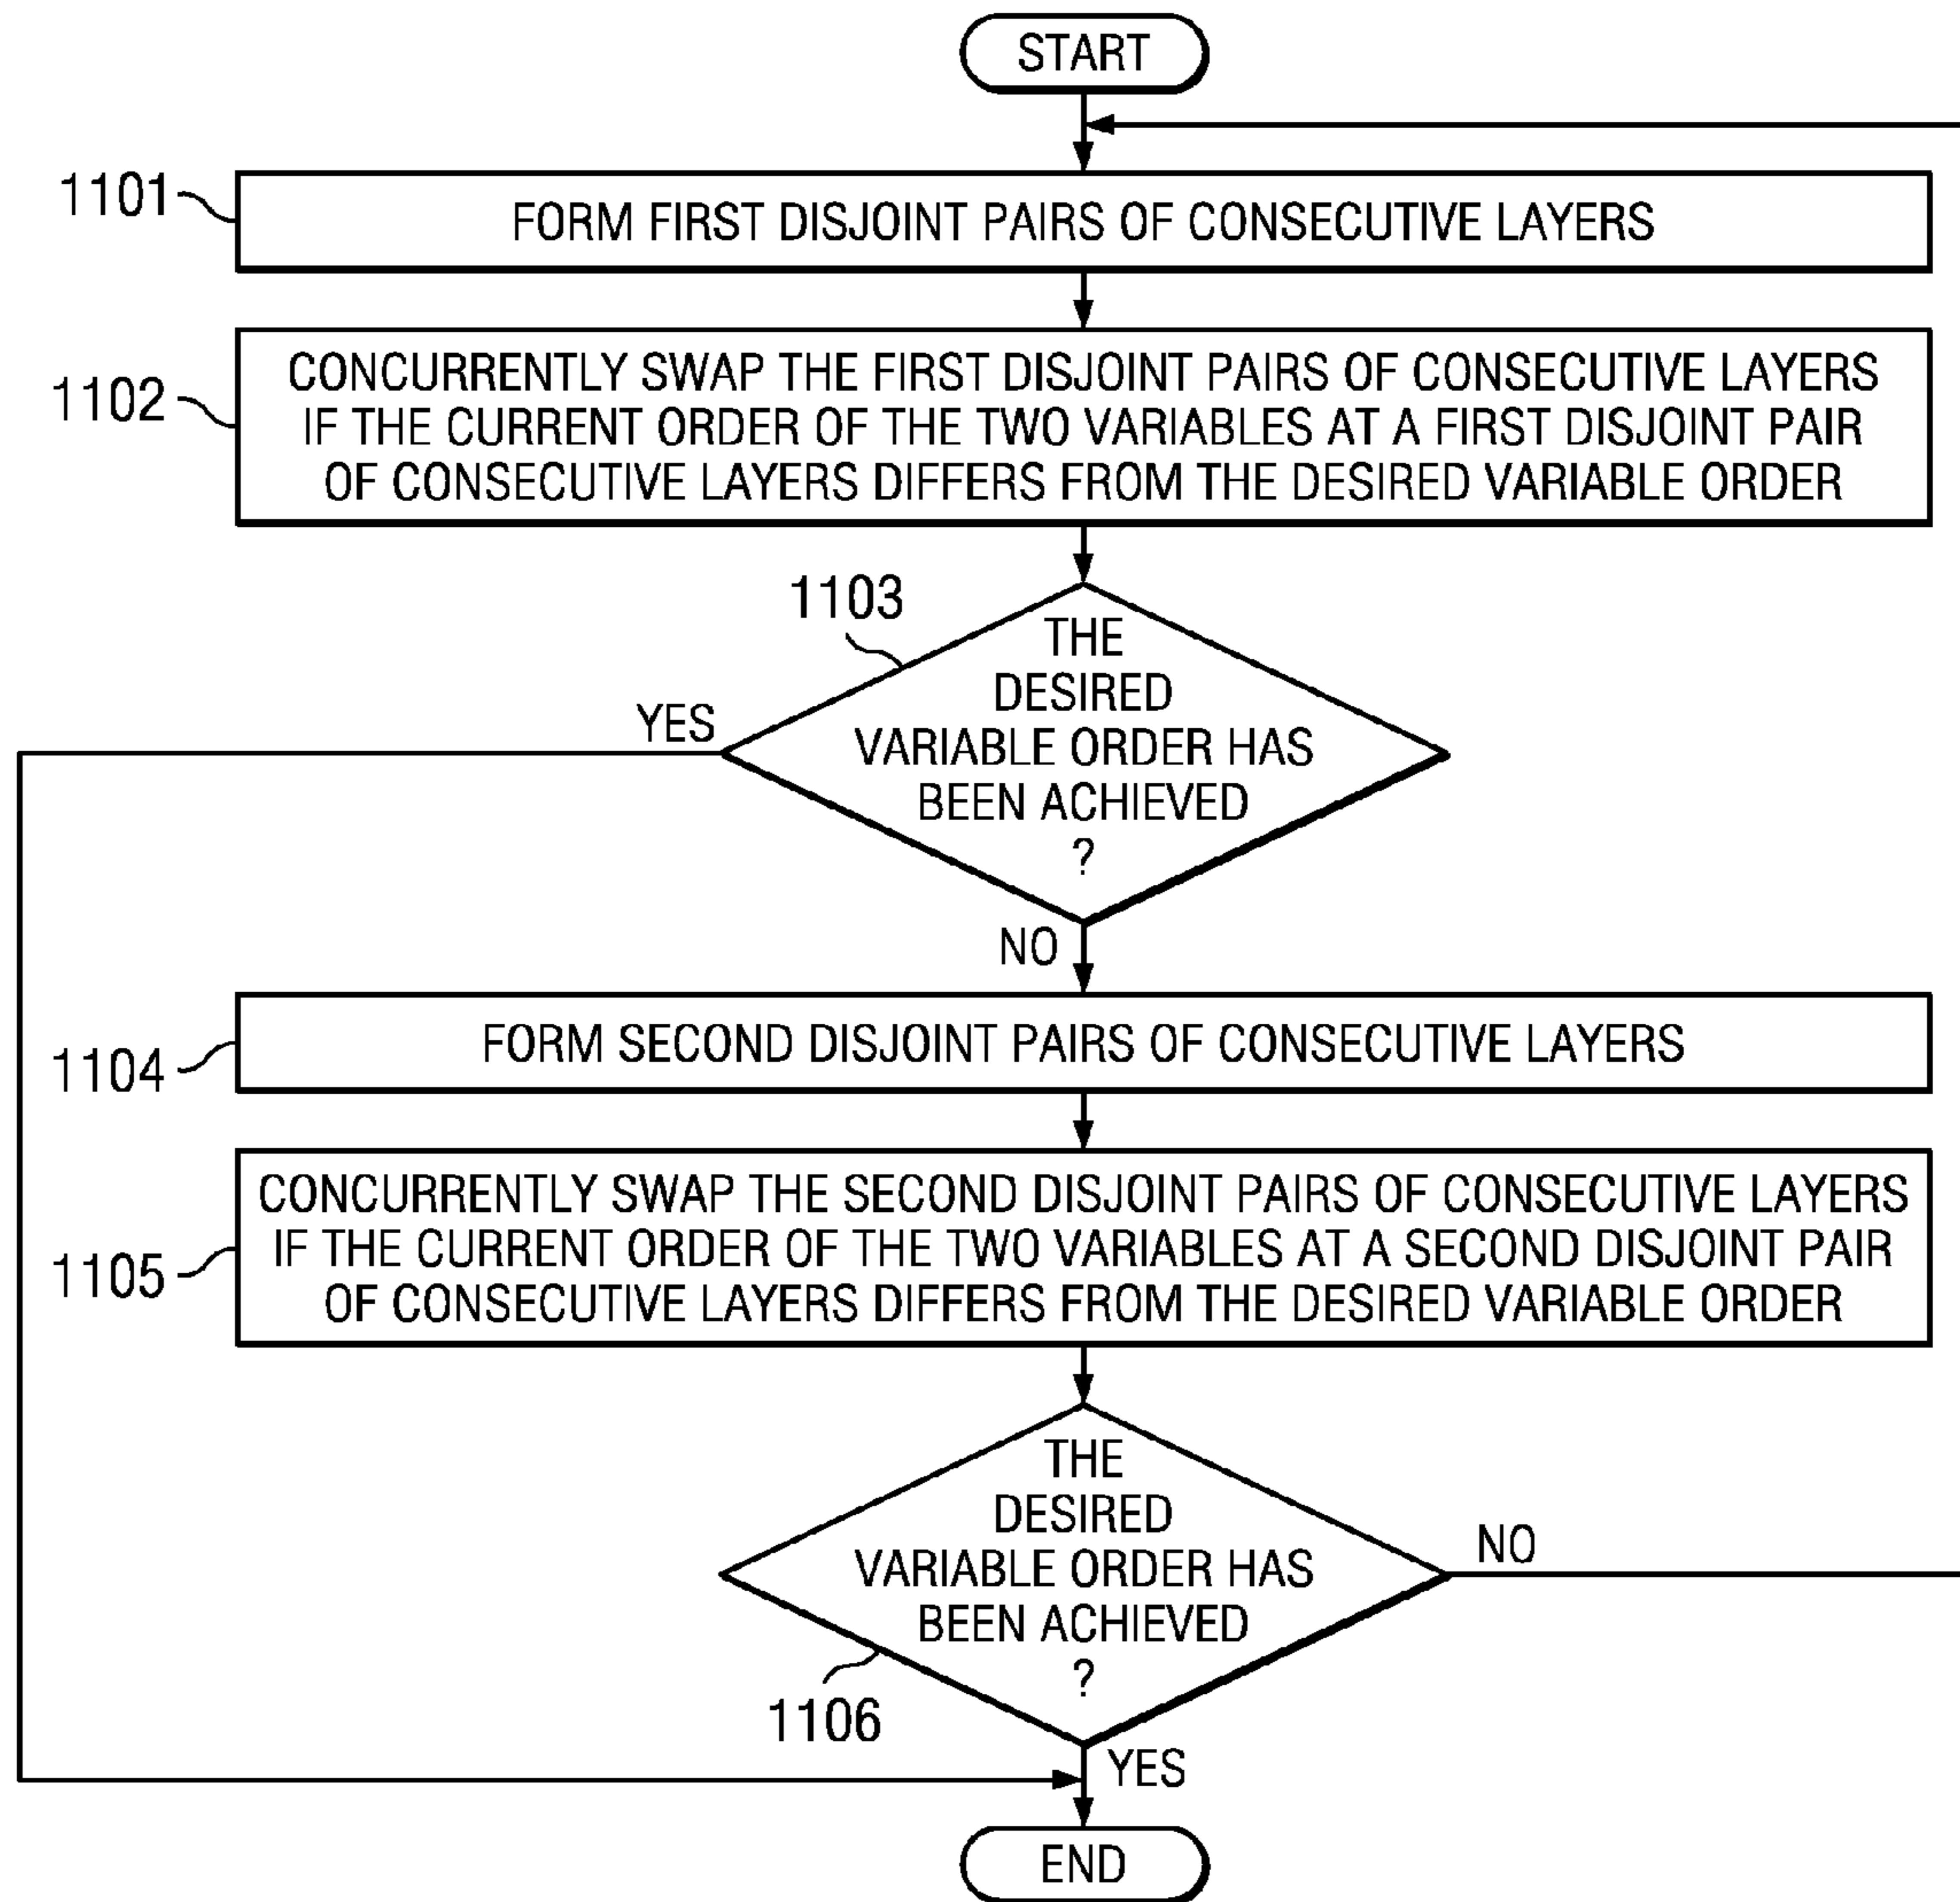 START
1101
FORM FIRST DISJOINT PAIRS OF CONSECUTIVE LAYERS
1102
CONCURRENTLY SWAP THE FIRST DISJOINT PAIRS OF CONSECUTIVE LAYERS
IF THE CURRENT ORDER OF THE TWO VARIABLES AT A FIRST DISJOINT PAIR
OF CONSECUTIVE LAYERS DIFFERS FROM THE DESIRED VARIABLE ORDER
1103
THE
DESIRED
VARIABLE ORDER HAS
BEEN ACHIEVED
?
YES
NO
1104
FORM SECOND DISJOINT PAIRS OF CONSECUTIVE LAYERS
1105
CONCURRENTLY SWAP THE SECOND DISJOINT PAIRS OF CONSECUTIVE LAYERS
IF THE CURRENT ORDER OF THE TWO VARIABLES AT A SECOND DISJOINT PAIR
OF CONSECUTIVE LAYERS DIFFERS FROM THE DESIRED VARIABLE ORDER
THE
DESIRED
VARIABLE ORDER HAS
BEEN ACHIEVED
?
NO
1106
YES
END